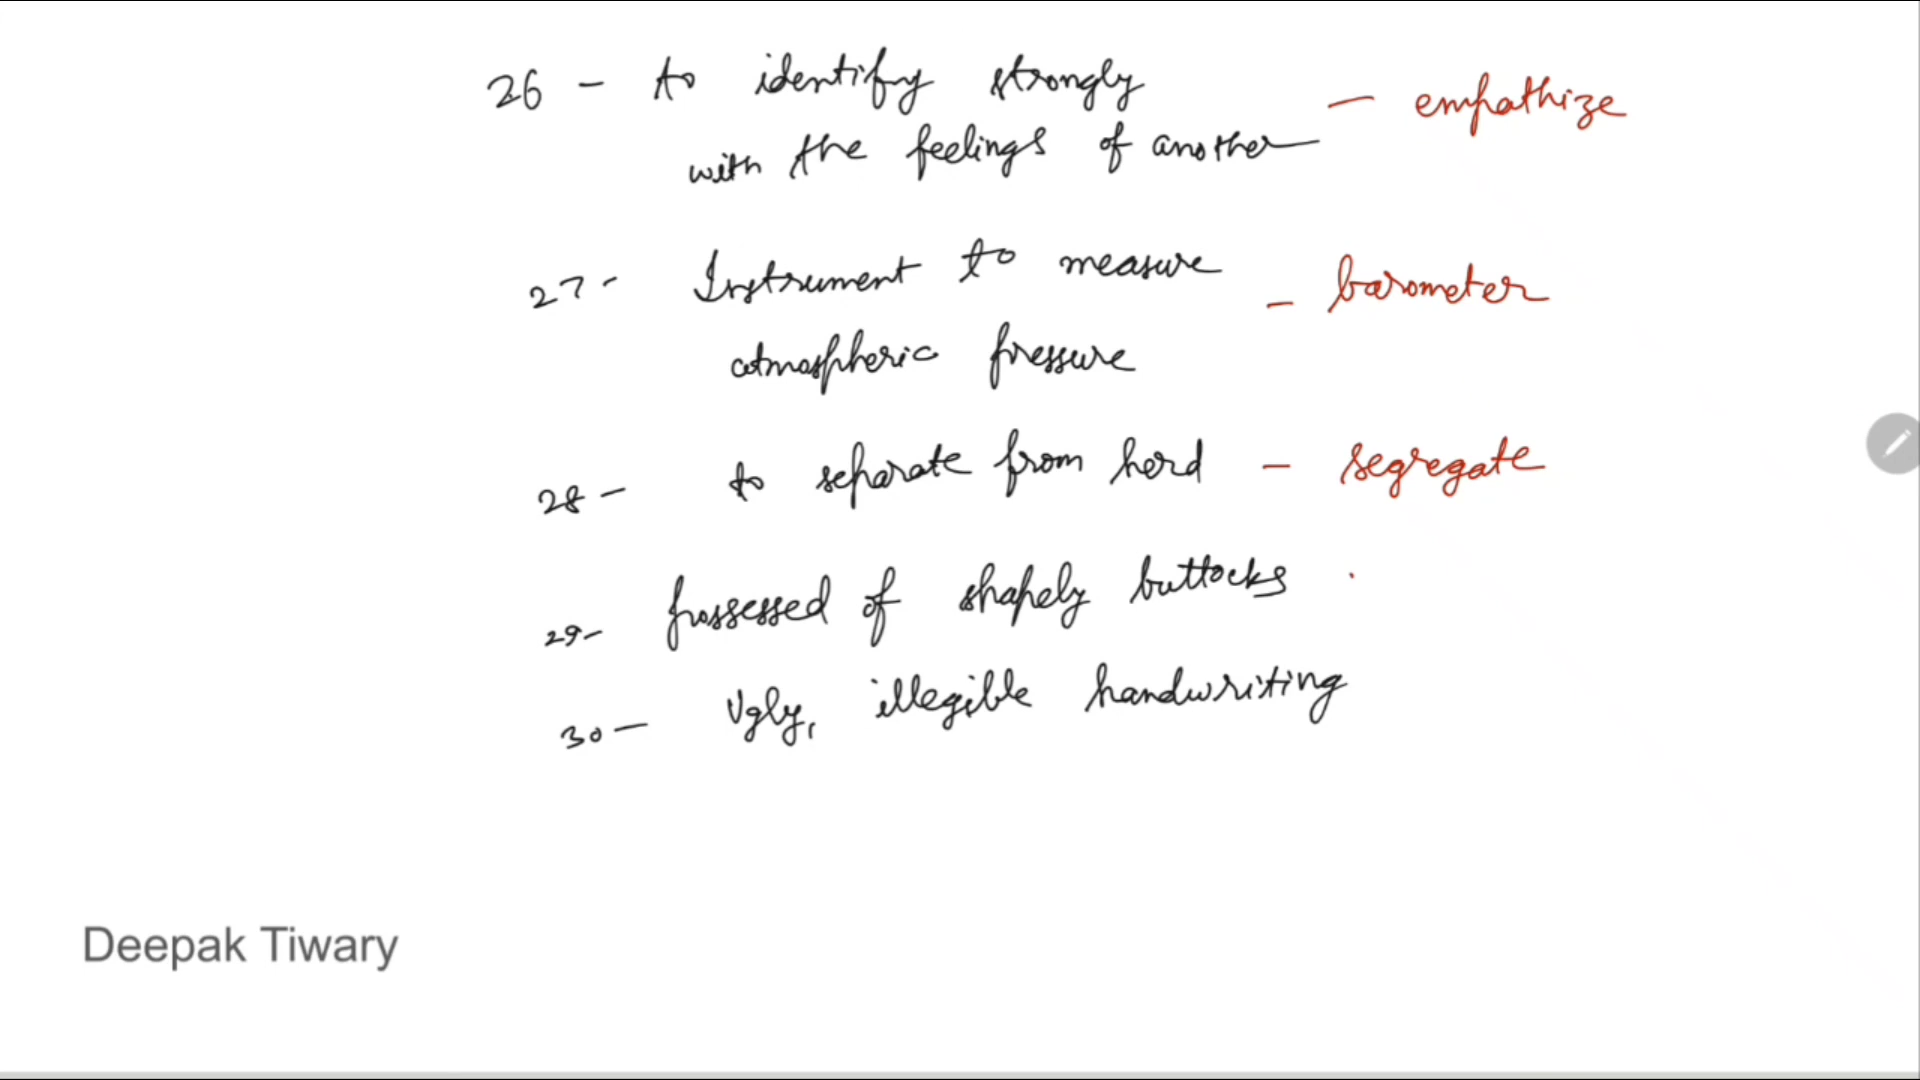 26 - to identify strongly - empathize
with the feelings of another
27- Instrument to measure - barometer
atmospheric pressure
28- to separate from herd - segregate
29- possessed of shapely buttocks
30- Ugly, illegible handwriting
Deepak Tiwary